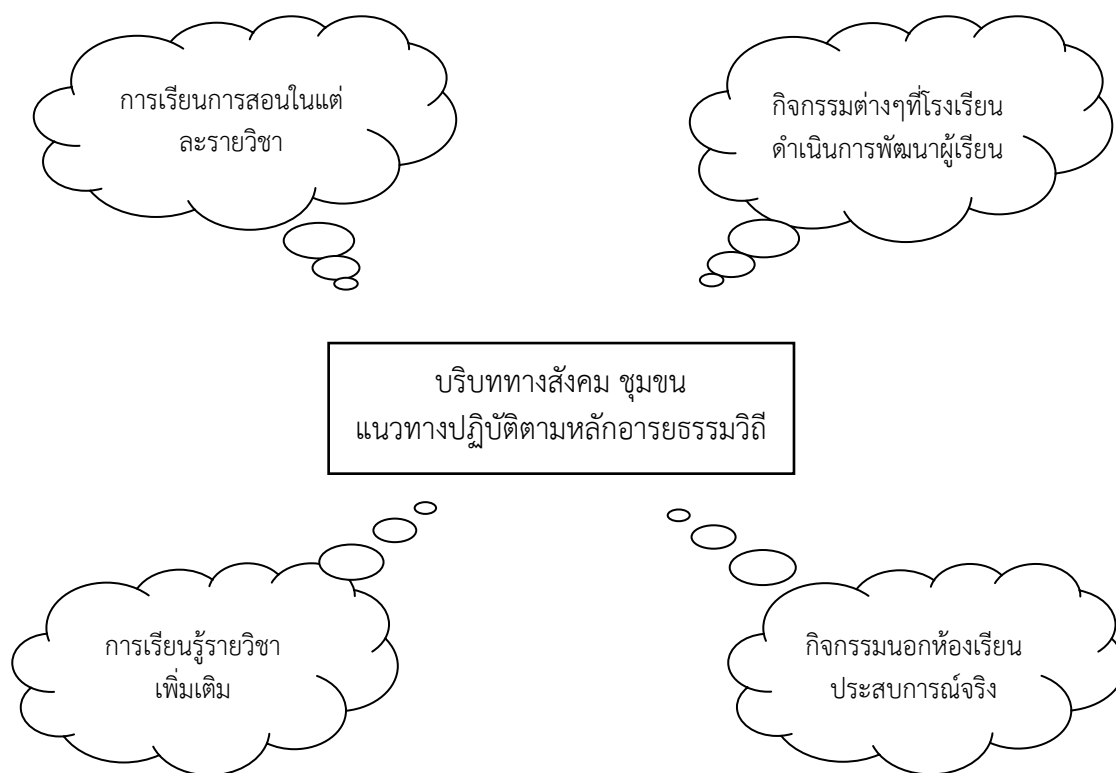 การเรียนการสอนในแต่
ละรายวิชา
กิจกรรมต่างๆที่โรงเรียน
ดำเนินการพัฒนาผู้เรียน
บริบททางสังคม ชุมขน
แนวทางปฏิบัติตามหลักอารยธรรมวิถี
การเรียนรู้รายวิชา
เพิ่มเติม
กิจกรรมนอกห้องเรียน
ประสบการณ์จริง